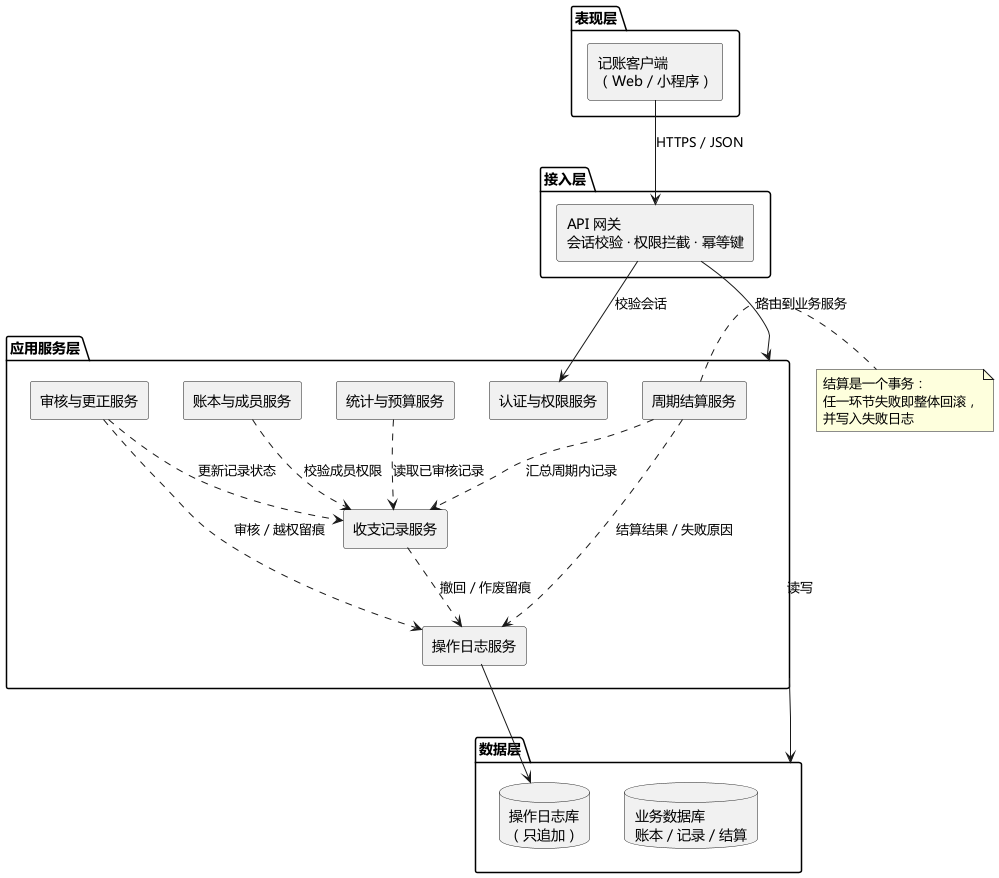 表现层
记账客户端
（Web / 小程序）
HTTPS / JSON
接入层
API 网关
会话校验 · 权限拦截 · 幂等键
校验会话
路由到业务服务
应用服务层
审核与更正服务
账本与成员服务
统计与预算服务
认证与权限服务
周期结算服务
结算是一个事务：
任一环节失败即整体回滚，
并写入失败日志
更新记录状态
校验成员权限
读取已审核记录
汇总周期内记录
收支记录服务
审核 / 越权留痕
结算结果 / 失败原因
撤回 / 作废留痕
读写
操作日志服务
数据层
操作日志库
（只追加）
业务数据库
账本 / 记录 / 结算